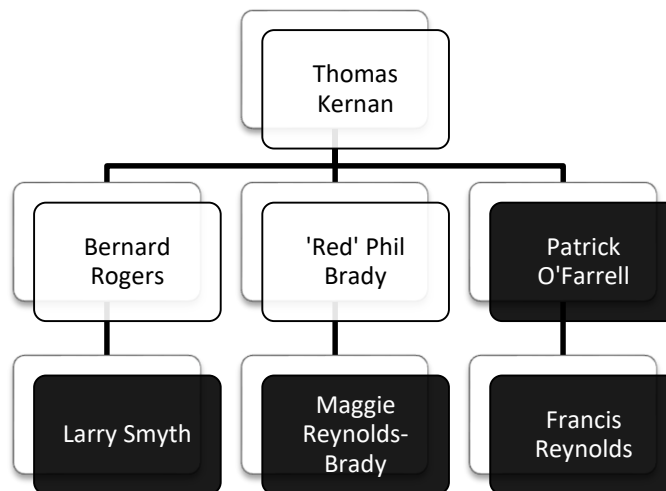 Thomas
Kernan
Bernard
Rogers
'Red' Phil
Brady
Patrick
O'Farrell
Larry Smyth
Maggie
Reynolds-
Brady
Francis
Reynolds